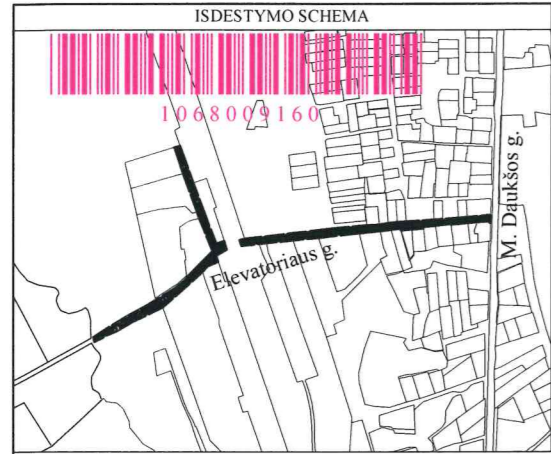 ISDESTYMO SCHEMA
1068009160
Elevatoriaus g.
M. Daukšos g.